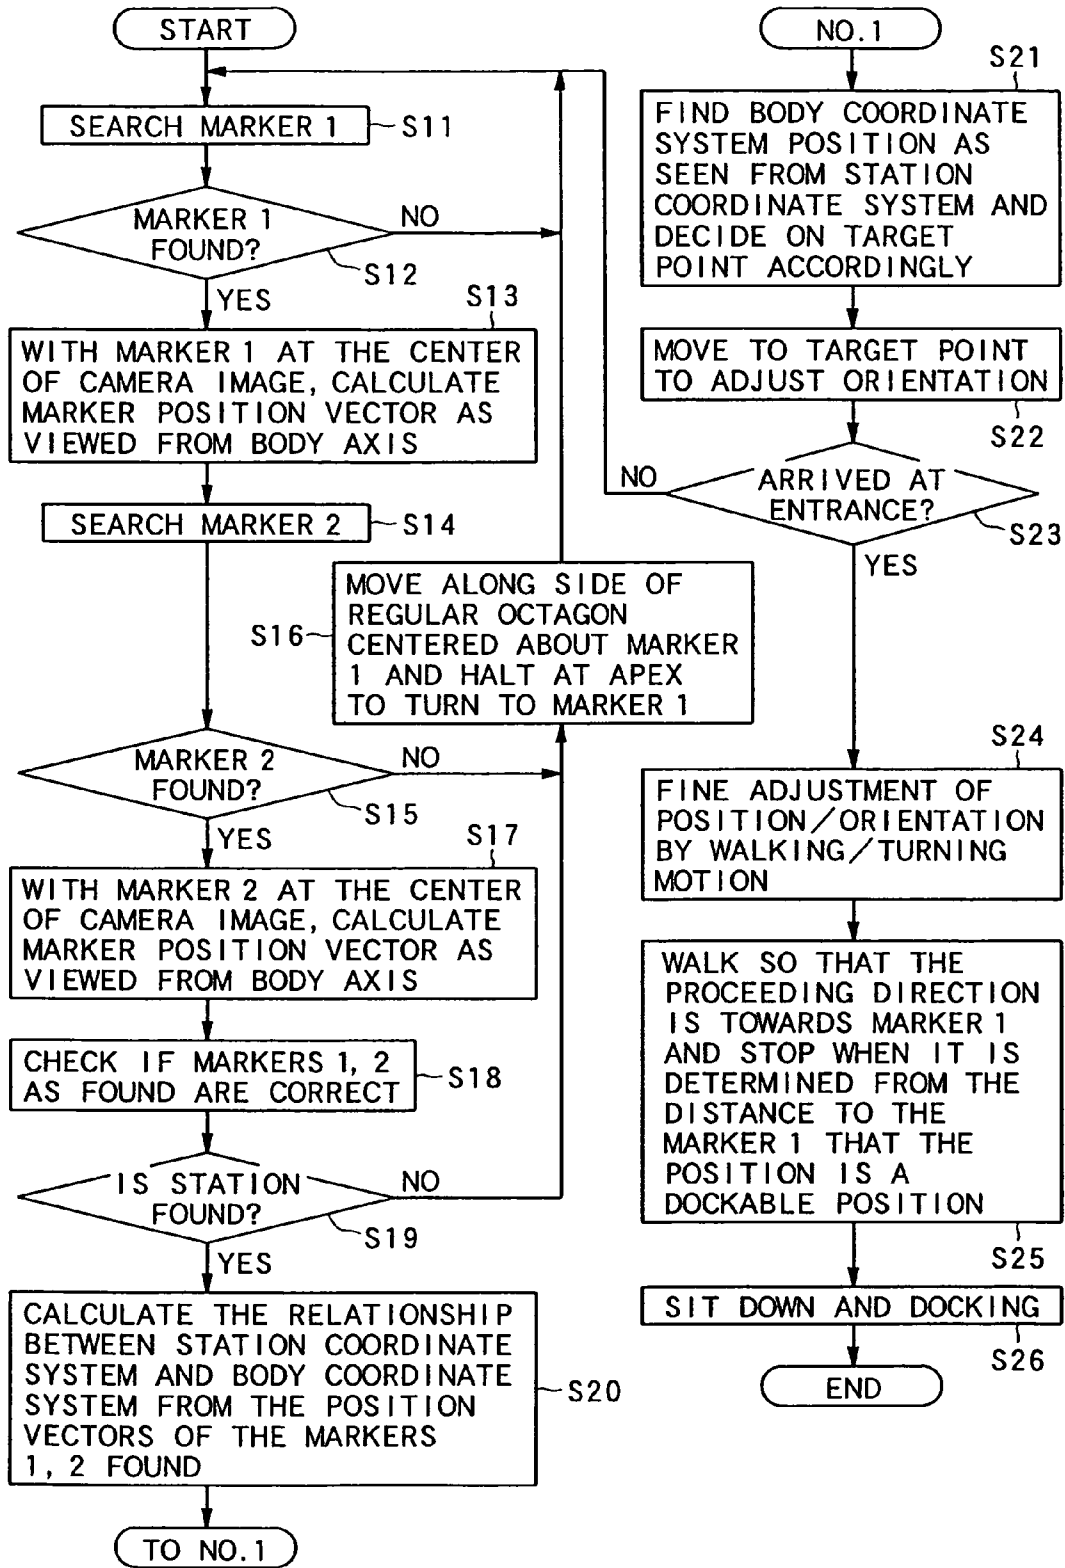 START
SEARCH MARKER 1
S11
MARKER 1
FOUND?
NO
S12
YES
S13
WITH MARKER 1 AT THE CENTER
OF CAMERA IMAGE, CALCULATE
MARKER POSITION VECTOR AS
VIEWED FROM BODY AXIS
SEARCH MARKER 2
S14
MOVE ALONG SIDE OF
REGULAR OCTAGON
CENTERED ABOUT MARKER
1 AND HALT AT APEX
TO TURN TO MARKER 1
S16
MARKER 2
FOUND?
NO
S15
YES
S17
WITH MARKER 2 AT THE CENTER
OF CAMERA IMAGE, CALCULATE
MARKER POSITION VECTOR AS
VIEWED FROM BODY AXIS
CHECK IF MARKERS 1, 2
AS FOUND ARE CORRECT
S18
IS STATION
FOUND?
NO
S19
YES
CALCULATE THE RELATIONSHIP
BETWEEN STATION COORDINATE
SYSTEM AND BODY COORDINATE
SYSTEM FROM THE POSITION
VECTORS OF THE MARKERS
1, 2 FOUND
S20
TO NO.1
NO.1
S21
FIND BODY COORDINATE
SYSTEM POSITION AS
SEEN FROM STATION
COORDINATE SYSTEM AND
DECIDE ON TARGET
POINT ACCORDINGLY
MOVE TO TARGET POINT
TO ADJUST ORIENTATION
S22
NO
ARRIVED AT
ENTRANCE?
S23
YES
S24
FINE ADJUSTMENT OF
POSITION/ORIENTATION
BY WALKING/TURNING
MOTION
WALK SO THAT THE
PROCEEDING DIRECTION
IS TOWARDS MARKER 1
AND STOP WHEN IT IS
DETERMINED FROM THE
DISTANCE TO THE
MARKER 1 THAT THE
POSITION IS A
DOCKABLE POSITION
S25
SIT DOWN AND DOCKING
S26
END